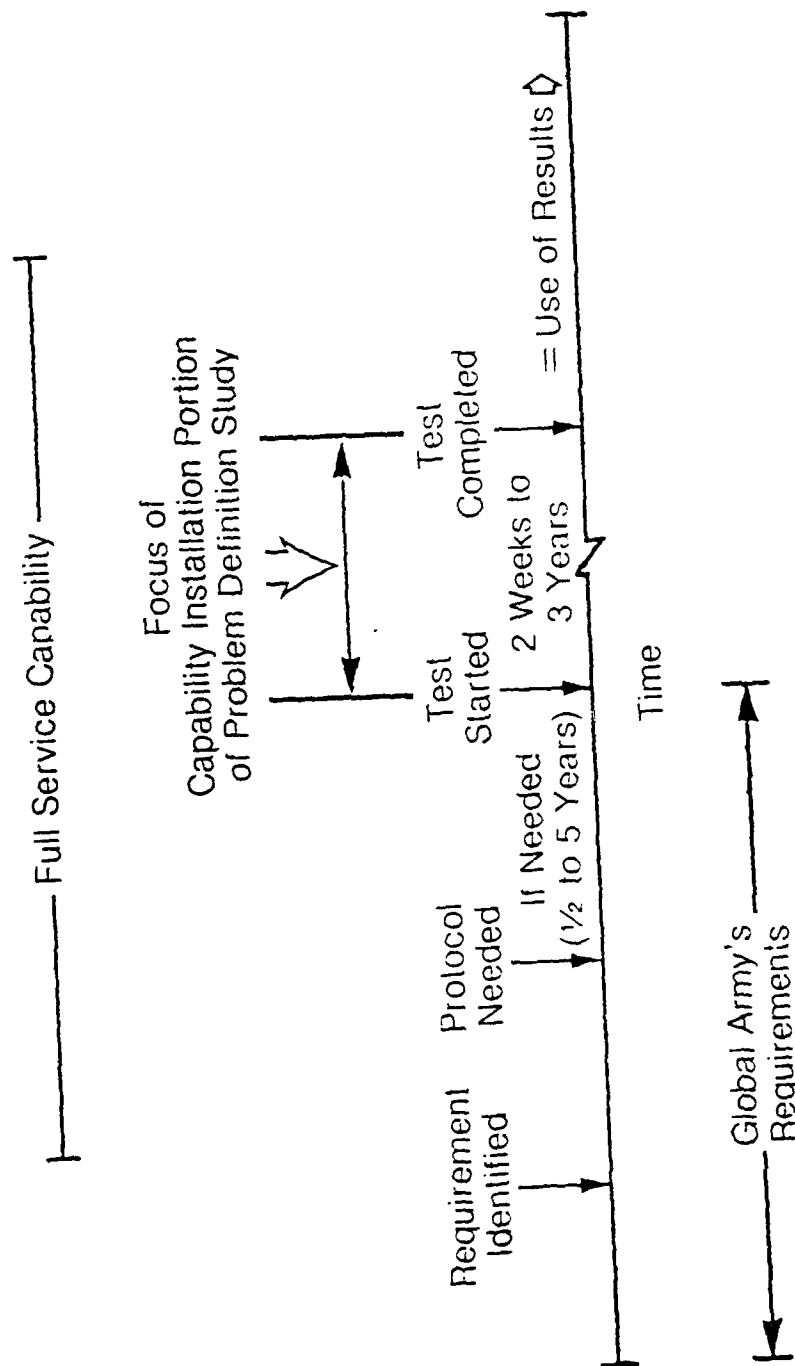 Full Service Capability
Focus of
Capability Installation Portion
of Problem Definition Study
Requirement
Identified
Protocol
Needed
If Needed
(½ to 5 Years)
Test
Started
2 Weeks to
3 Years
Test
Completed
= Use of Results
Time
Global Army's
Requirements